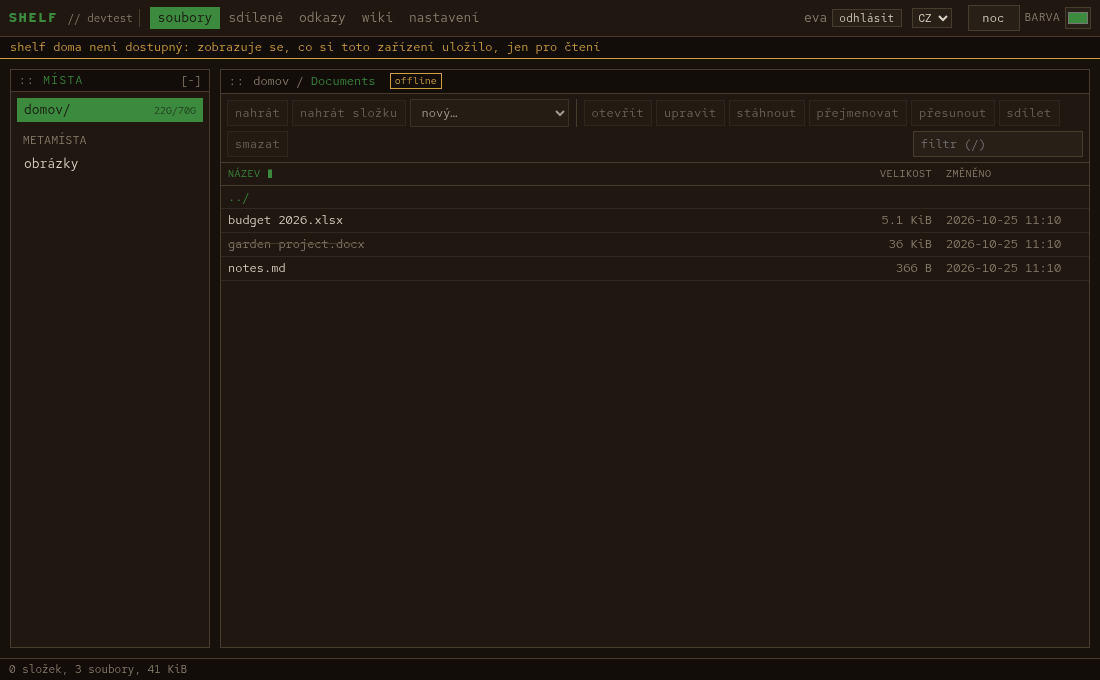 SHELF // devtest soubory sdílené odkazy wiki nastavení eva odhlásit CZ noc BARVA
shelf doma není dostupný: zobrazuje se, co si toto zařízení uložilo, jen pro čtení
:: MÍSTA [-]
domov/ 22G/70G
METAMÍSTA
obrázky
:: domov / Documents offline
nahrát nahrát složku nový… otevřít upravit stáhnout přejmenovat přesunout sdílet
smazat filtr (/)
NÁZEV VELIKOST ZMĚNĚNO
../
budget 2026.xlsx 5.1 KiB 2026-10-25 11:10
garden project.docx 36 KiB 2026-10-25 11:10
notes.md 366 B 2026-10-25 11:10
0 složek, 3 soubory, 41 KiB